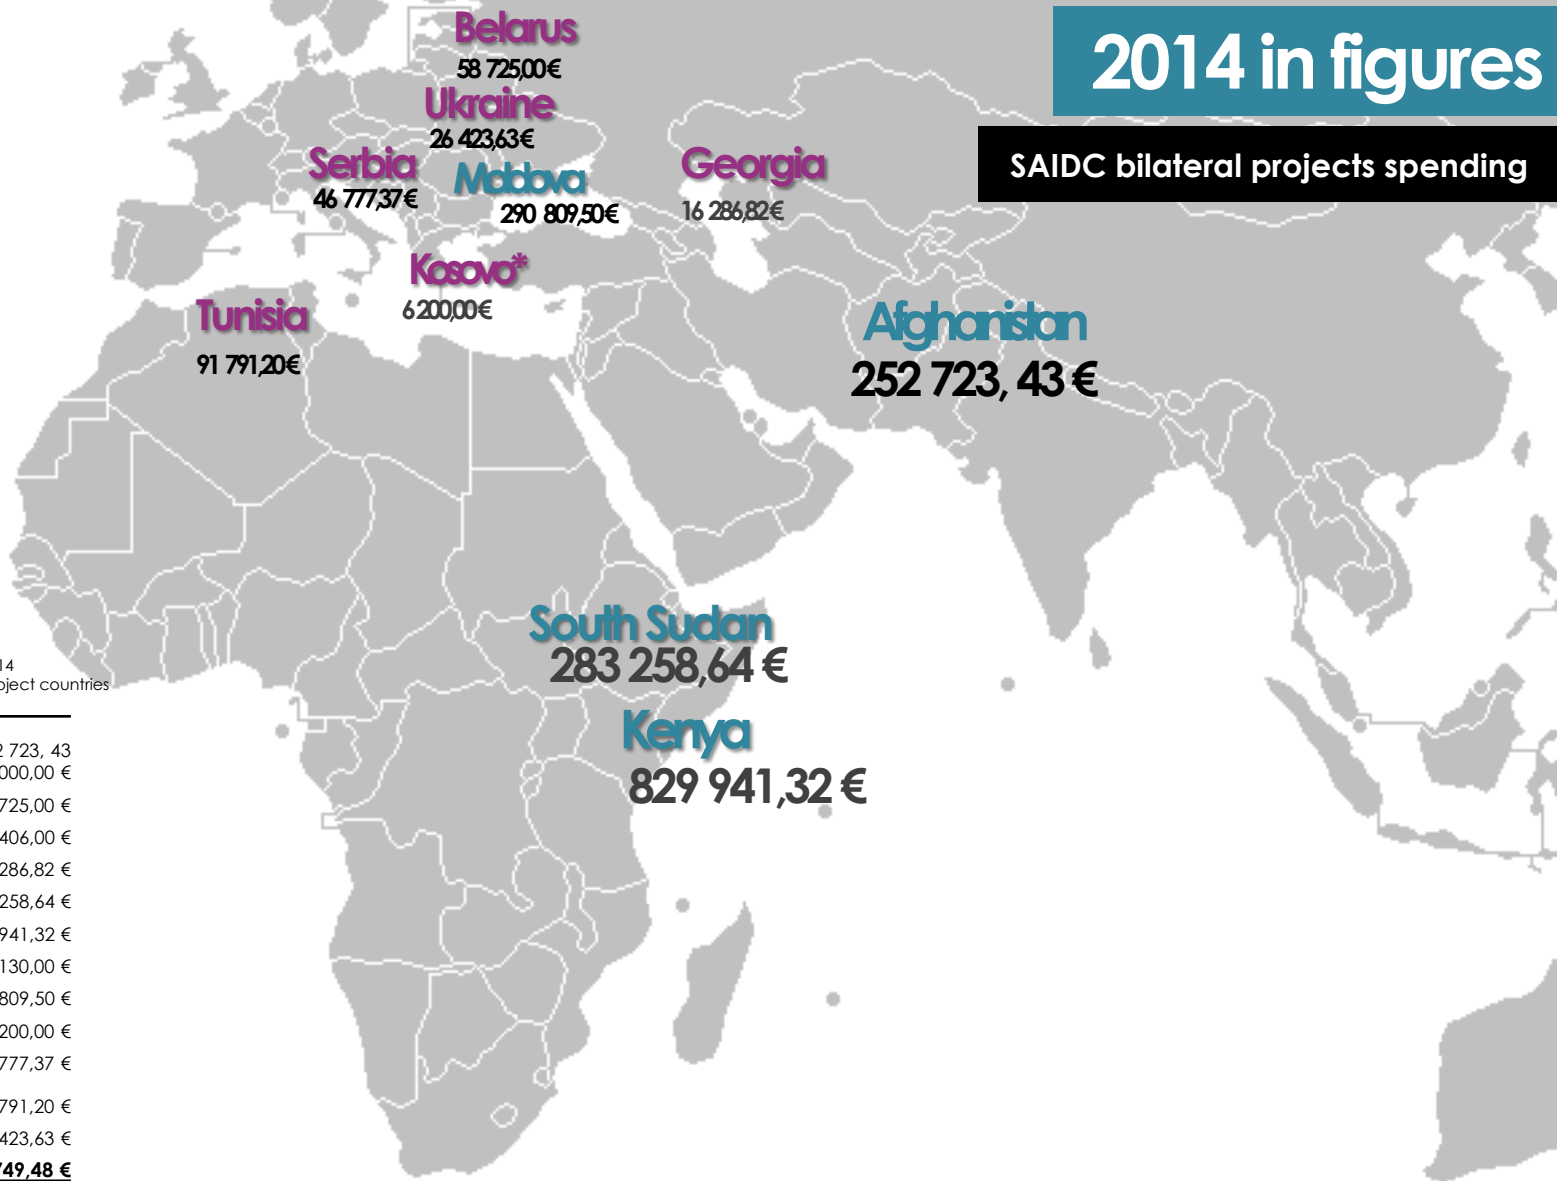 2014 in figures
SAIDC bilateral projects spending
Belarus
58 725,00€
Ukraine
26 423,63€
Serbia
46 777,37€
Moldova
290 809,50€
Georgia
16 286,82€
Kosovo*
6 200,00€
Tunisia
91 791,20€
Afghanistan
252 723, 43 €
South Sudan
283 258,64 €
Kenya
829 941,32 €
14
oject countries
2 723, 43
000,00 €
725,00 €
406,00 €
286,82 €
258,64 €
941,32 €
130,00 €
809,50 €
200,00 €
777,37 €
791,20 €
423,63 €
749,48 €